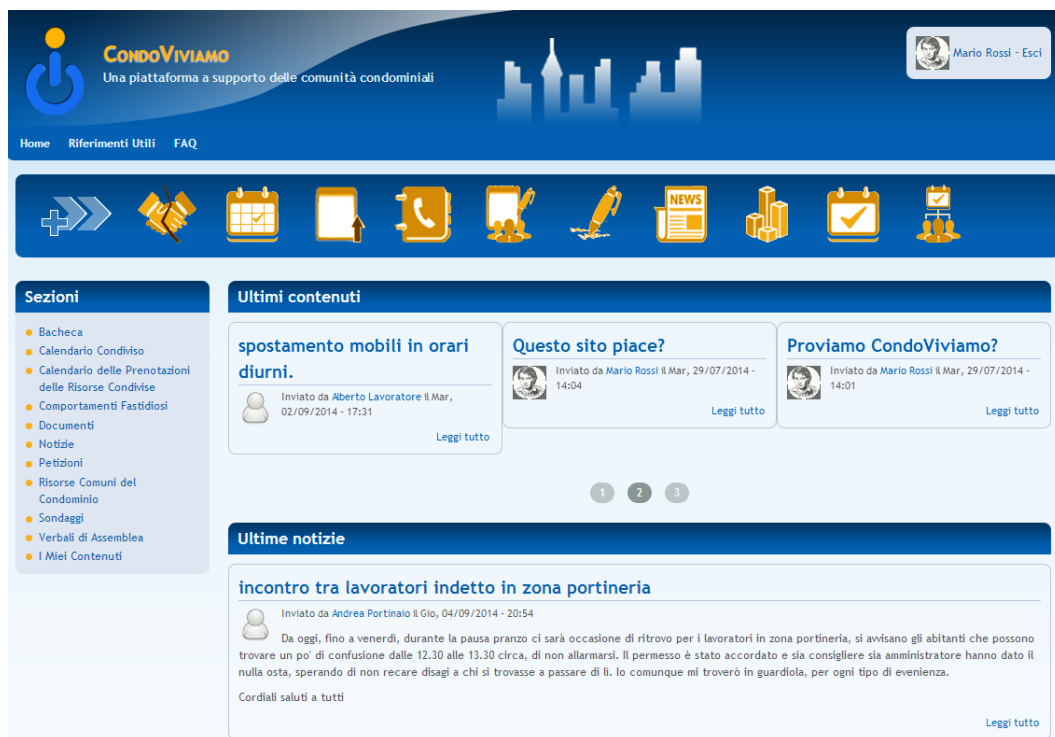 CondoViviamo
Una piattaforma a supporto delle comunità condominiali
Mario Rossi - Esci
Home Riferimenti Utili FAQ
NEWS
Sezioni
Bacheca
Calendario Condiviso
Calendario delle Prenotazioni
delle Risorse Condivise
Comportamenti Fastidiosi
Documenti
Notizie
Petizioni
Risorse Comuni del
Condominio
Sondaggi
Verbali di Assemblea
I Miei Contenuti
Ultimi contenuti
spostamento mobili in orari
diurni.
Inviato da Alberto Lavoratore il Mar,
02/09/2014 - 17:31
Leggi tutto
Questo sito piace?
Inviato da Mario Rossi il Mar, 29/07/2014 -
14:04
Leggi tutto
Proviamo CondoViviamo?
Inviato da Mario Rossi il Mar, 29/07/2014 -
14:01
Leggi tutto
1 2 3
Ultime notizie
incontro tra lavoratori indetto in zona portineria
Inviato da Andrea Portinaio il Gio, 04/09/2014 - 20:54
Da oggi, fino a venerdì, durante la pausa pranzo ci sarà occasione di ritrovo per i lavoratori in zona portineria, si avvisano gli abitanti che possono
trovare un po' di confusione dalle 12.30 alle 13.30 circa, di non allarmarsi. Il permesso è stato accordato e sia consigliere sia amministratore hanno dato il
nulla osta, sperando di non recare disagi a chi si trovasse a passare di lì. Io comunque mi troverò in guardiola, per ogni tipo di evenienza.
Cordiali saluti a tutti
Leggi tutto